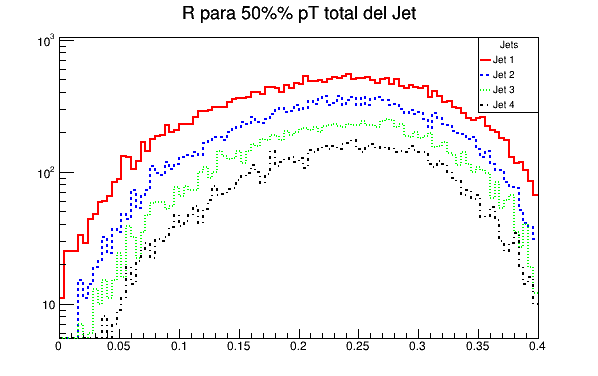 R para 50%% pT total del Jet
Jets
Jet 1
Jet 2
Jet 3
Jet 4
10³
10²
10
0 0.05 0.1 0.15 0.2 0.25 0.3 0.35 0.4